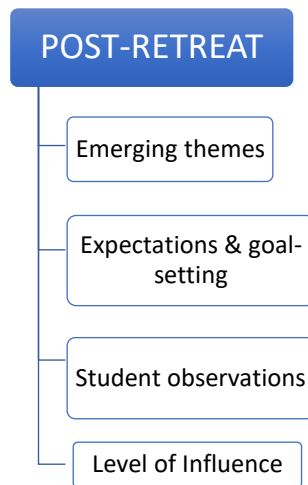 POST-RETREAT
Emerging themes
Expectations & goal-
setting
Student observations
Level of Influence